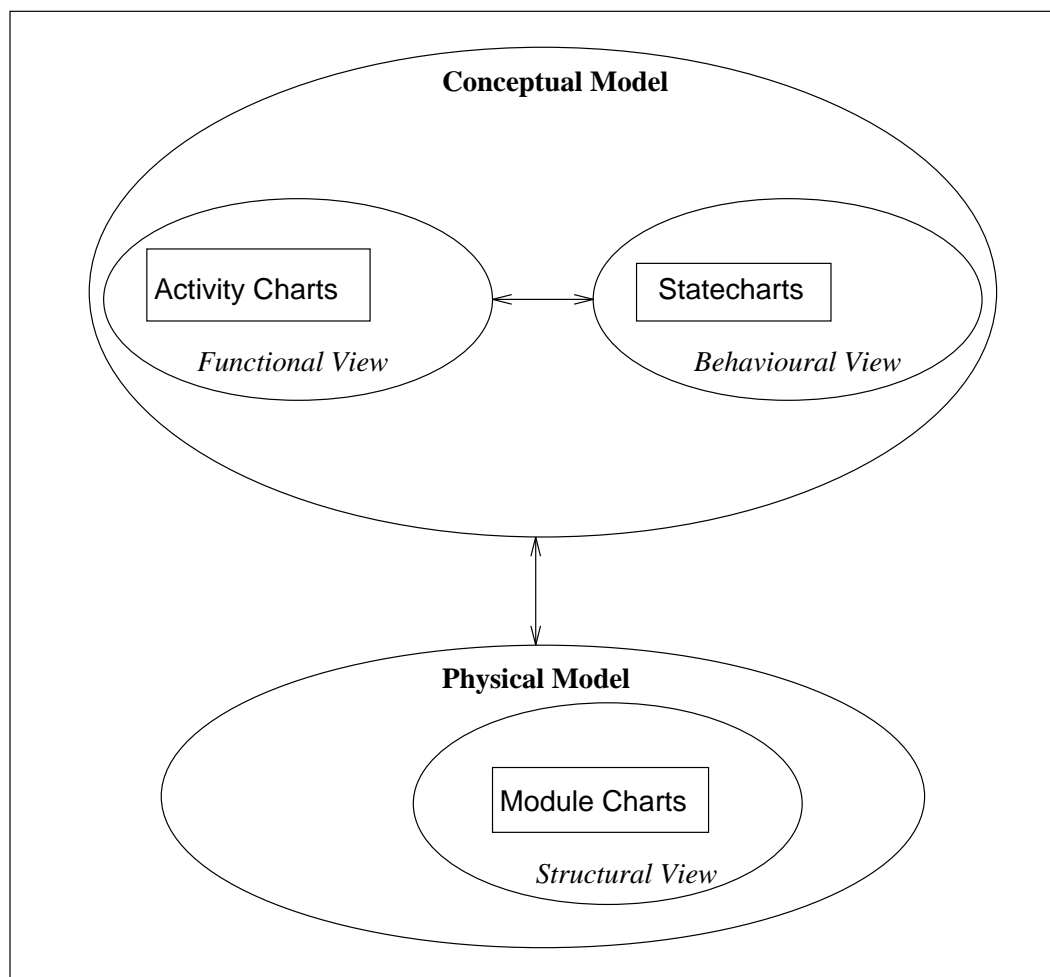 Conceptual Model
Activity Charts
Statecharts
Functional View
Behavioural View
Physical Model
Module Charts
Structural View